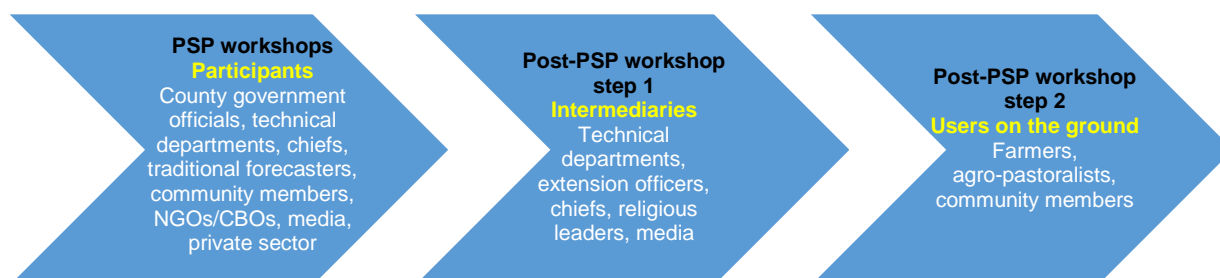 PSP workshops
Participants
County government
officials, technical
departments, chiefs,
traditional forecasters,
community members,
NGOs/CBOs, media,
private sector
Post-PSP workshop
step 1
Intermediaries
Technical
departments,
extension officers,
chiefs, religious
leaders, media
Post-PSP workshop
step 2
Users on the ground
Farmers,
agro-pastoralists,
community members